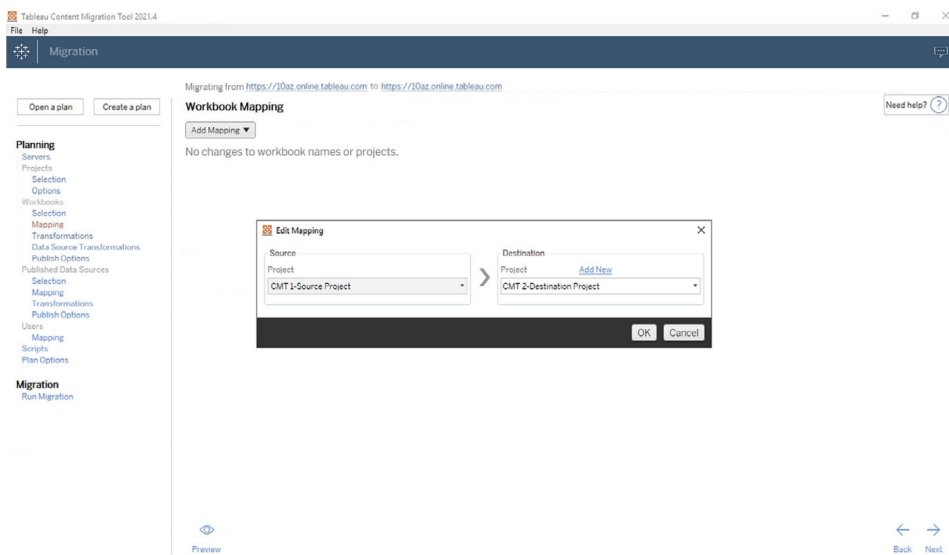 Tableau Content Migration Tool 2021.4
File Help
Migration
Open a plan Create a plan
Planning
Servers
Projects
Selection
Options
Workbooks
Selection
Mapping
Transformations
Data Source Transformations
Publish Options
Published Data Sources
Selection
Mapping
Transformations
Publish Options
Users
Mapping
Scripts
Plan Options
Migration
Run Migration
Migrating from https://10az.online.tableau.com to https://10az.online.tableau.com
Workbook Mapping
Need help? ?
Add Mapping ▼
No changes to workbook names or projects.
Edit Mapping
Source
Project
CMT 1-Source Project
Destination
Project Add New
CMT 2-Destination Project
OK Cancel
Preview
Back Next